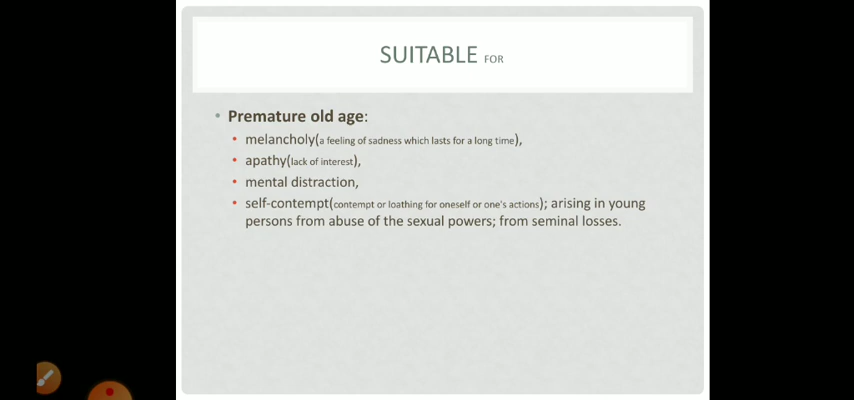 SUITABLE FOR
• Premature old age:
• melancholy(a feeling of sadness which lasts for a long time),
• apathy(lack of interest),
• mental distraction,
• self-contempt(contempt or loathing for oneself or one's actions); arising in young
persons from abuse of the sexual powers; from seminal losses.